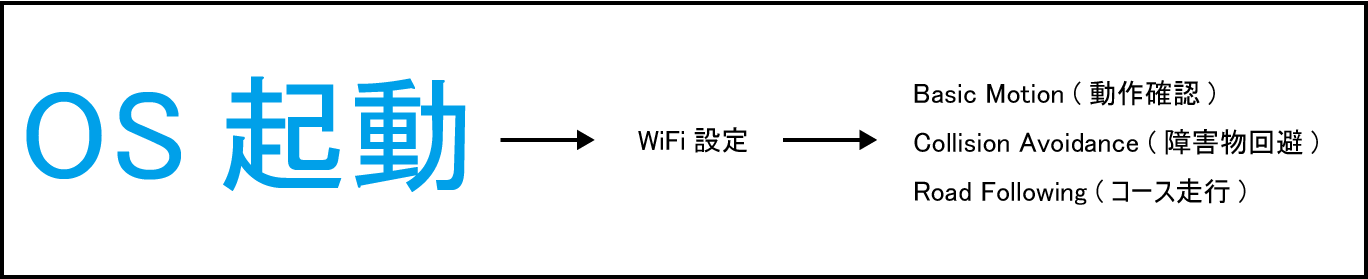 OS 起動
WiFi 設定
Basic Motion ( 動作確認 )
Collision Avoidance ( 障害物回避 )
Road Following ( コース走行 )